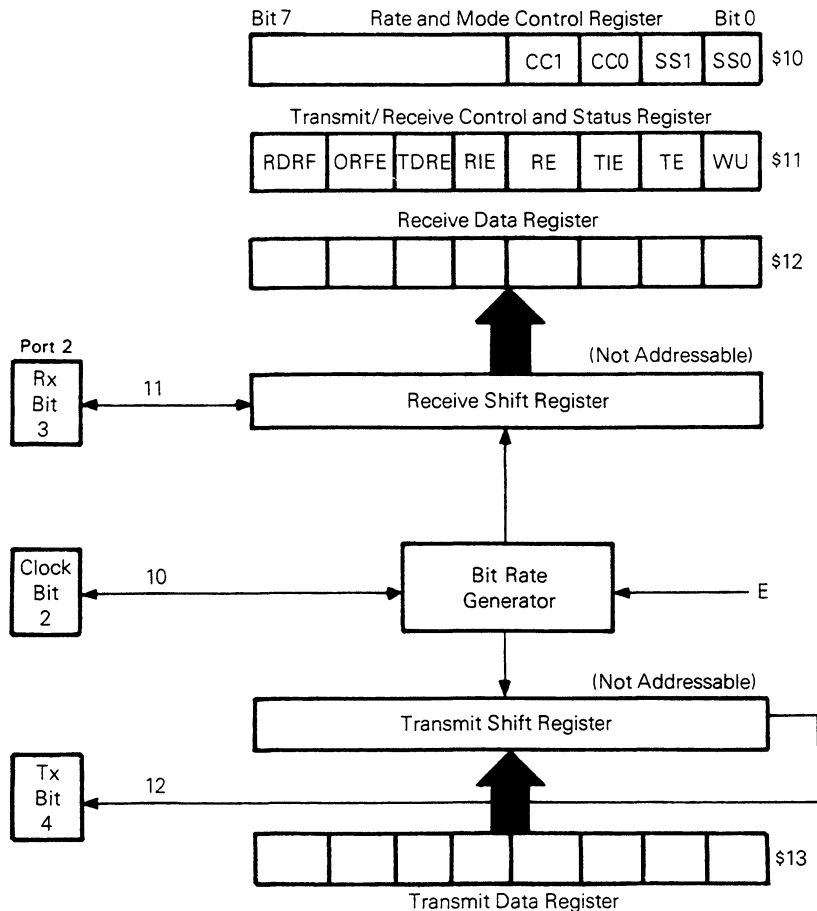 Bit 7 Rate and Mode Control Register Bit 0
CC1 CC0 SS1 SS0 $10
Transmit/Receive Control and Status Register
RDRF ORFE TDRE RIE RE TIE TE WU $11
Receive Data Register
$12
Port 2
(Not Addressable)
Rx
Bit
3
11
Receive Shift Register
Clock
Bit
2
10
Bit Rate
Generator
E
(Not Addressable)
Transmit Shift Register
Tx
Bit
4
12
$13
Transmit Data Register